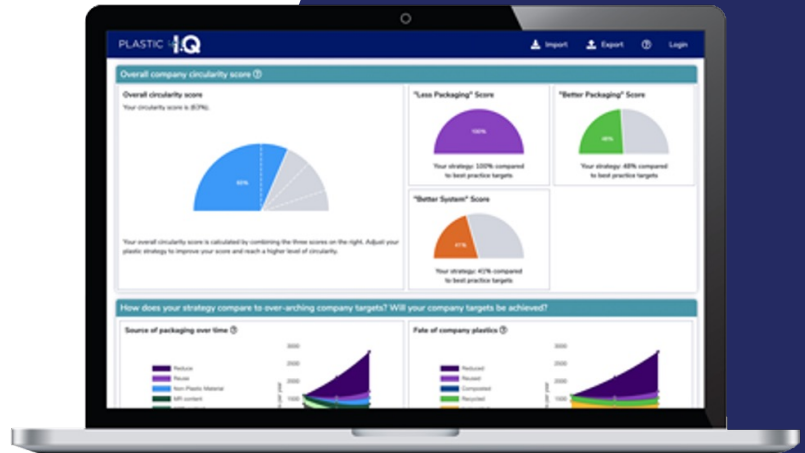 PLASTIC I.Q
Import
Export
Login
Overall company circularity score
Overall circularity score
Your circularity score is (63%).
63%
Your overall circularity score is calculated by combining the three scores on the right. Adjust your
plastic strategy to improve your score and reach a higher level of circularity.
"Less Packaging" Score
100%
Your strategy: 100% compared
to best practice targets
"Better Packaging" Score
48%
Your strategy: 48% compared
to best practice targets
"Better System" Score
41%
Your strategy: 41% compared
to best practice targets
How does your strategy compare to over-arching company targets? Will your company targets be achieved?
Source of packaging over time
Reduce
Reuse
Non Plastic Material
3000
2500
2000
1500
Fate of company plastics
Reduced
Reused
Composted
Recycled
3000
2500
2000
1500